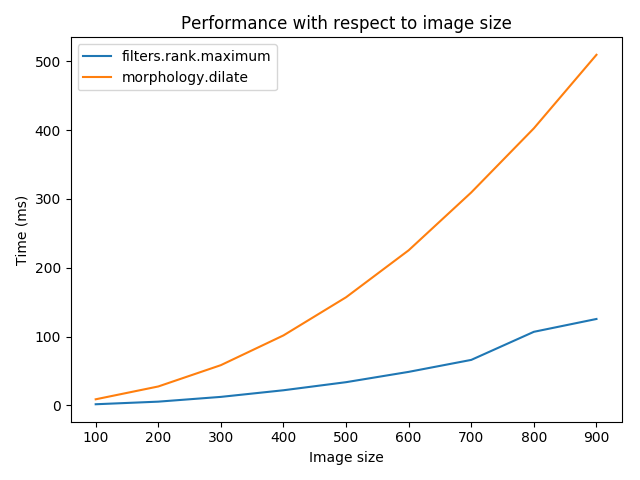 Performance with respect to image size
filters.rank.maximum
morphology.dilate
Time (ms)
500
400
300
200
100
0
100 200 300 400 500 600 700 800 900
Image size